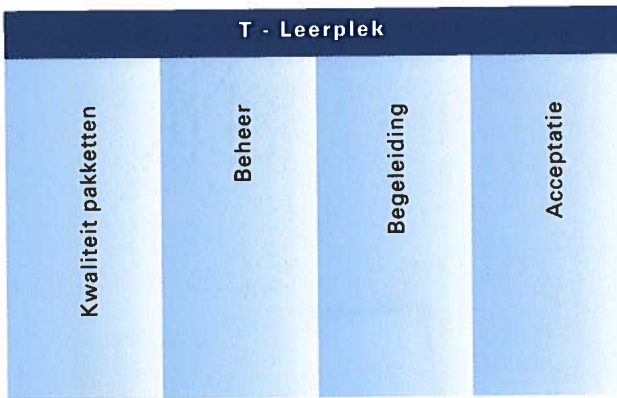 T - Leerplek
Kwaliteit pakketten
Beheer
Begeleiding
Acceptatie